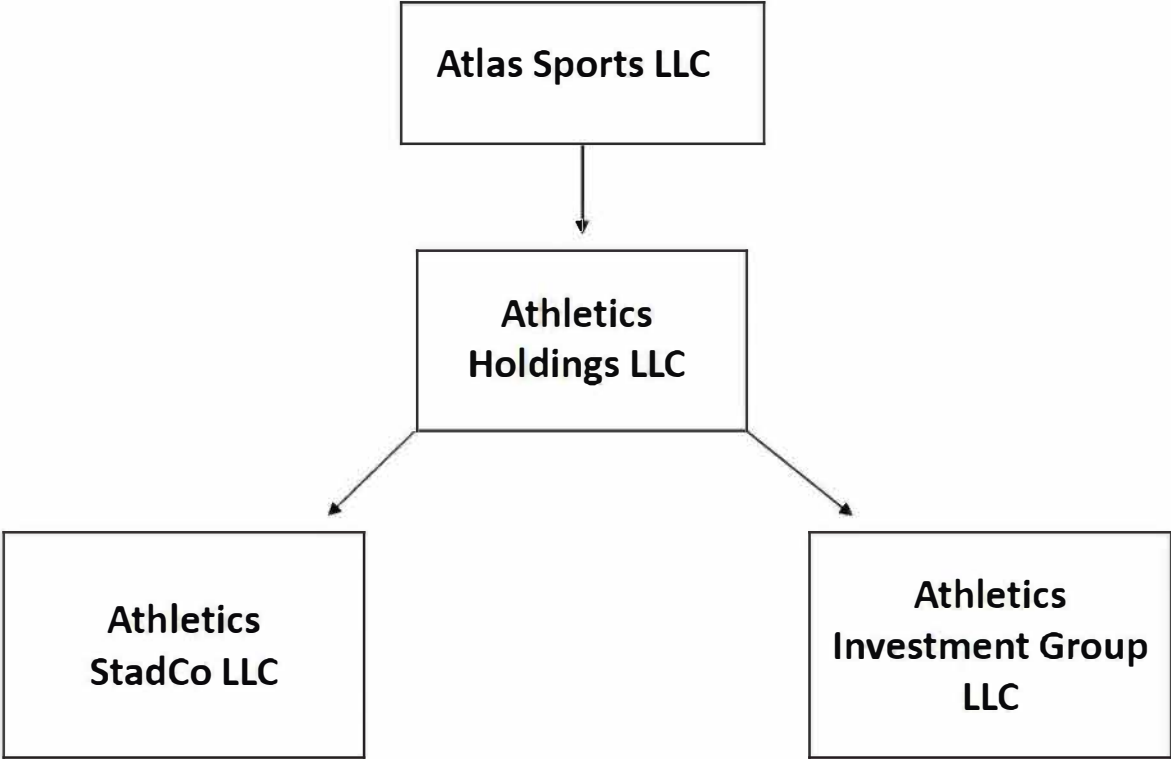 Atlas Sports LLC
Athletics
Holdings LLC
Athletics
StadCo LLC
Athletics
Investment Group
LLC